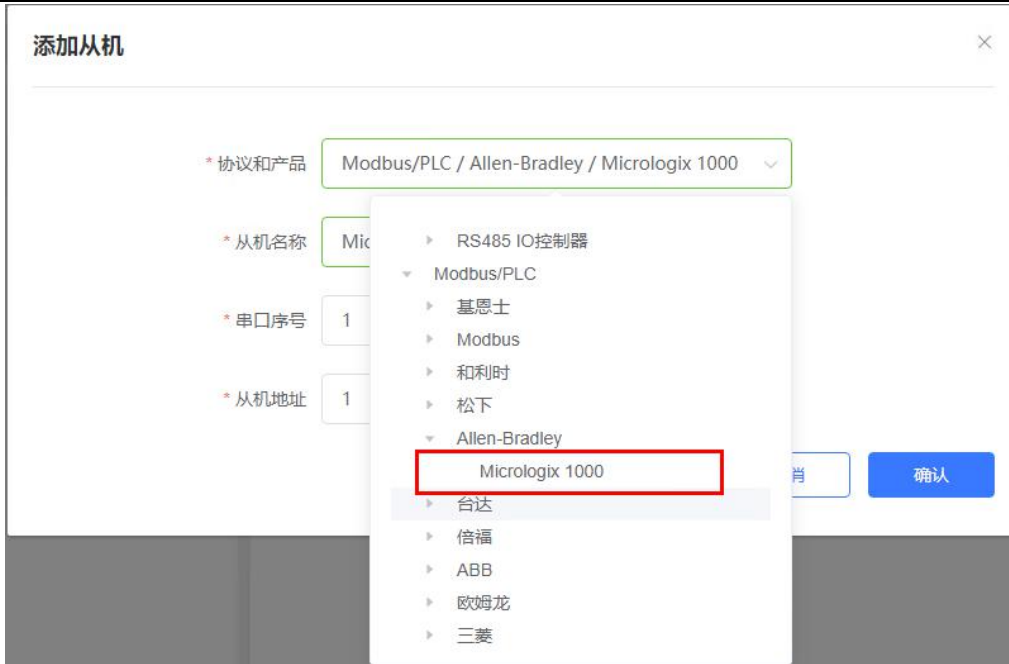 添加从机
* 协议和产品 Modbus/PLC / Allen-Bradley / Micrologix 1000
RS485 IO控制器
* 从机名称 Mic
Modbus/PLC
基恩士
* 串口序号 1
Modbus
和利时
* 从机地址 1
松下
Allen-Bradley
Micrologix 1000
确认
台达
倍福
ABB
欧姆龙
三菱